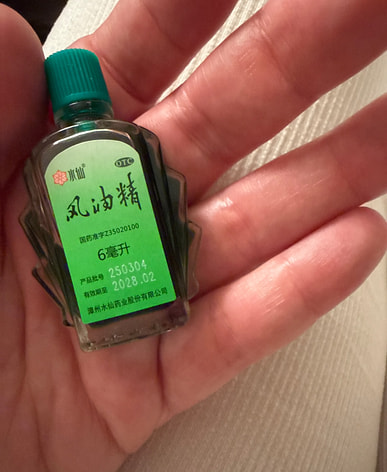 水仙® OTC
风油精
国药准字Z35020100
6毫升
产品批号 250304
有效期至 2028.02
漳州水仙药业股份有限公司